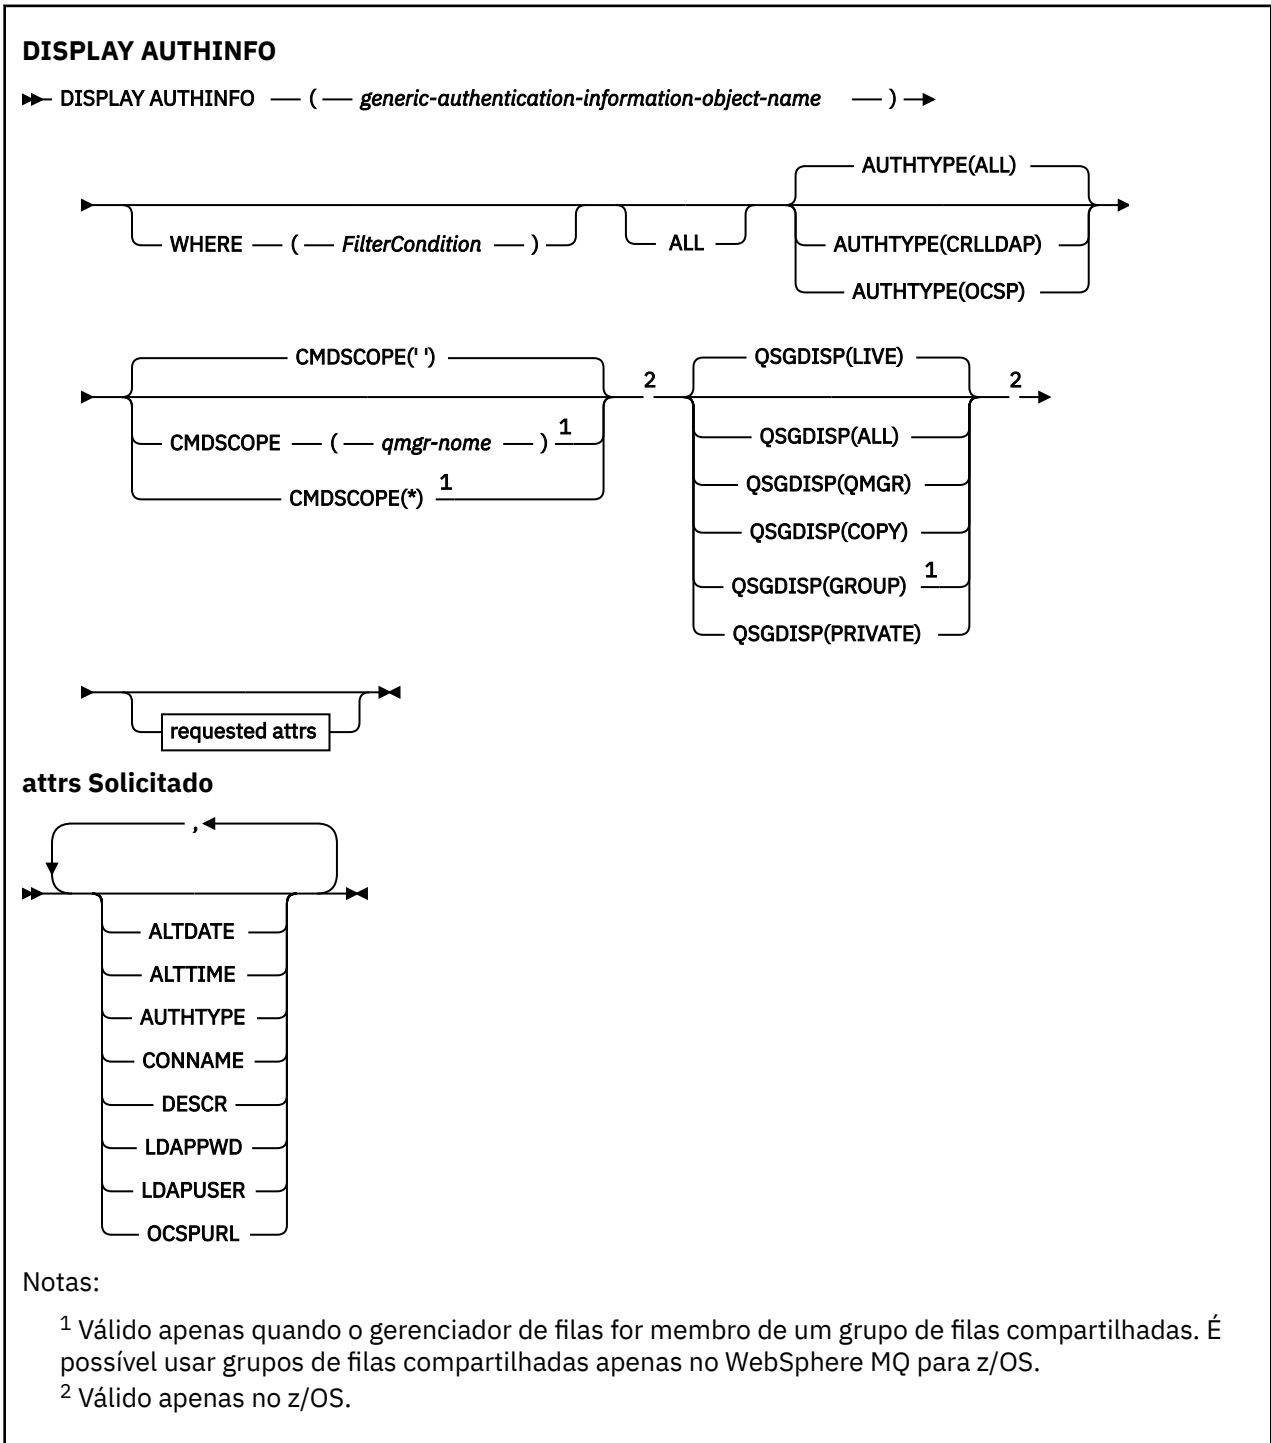 DISPLAY AUTHINFO
DISPLAY AUTHINFO ( generic-authentication-information-object-name )
AUTHTYPE(ALL)
WHERE ( FilterCondition ) ALL AUTHTYPE(CRLLDAP)
AUTHTYPE(OCSP)
CMDSCOPE(' ') 2 QSGDISP(LIVE) 2
CMDSCOPE ( qmgr-nome ) 1 QSGDISP(ALL)
CMDSCOPE(*) 1 QSGDISP(QMGR)
QSGDISP(COPY)
QSGDISP(GROUP) 1
QSGDISP(PRIVATE)
requested attrs
attrs Solicitado
,
ALTDATE
ALTTIME
AUTHTYPE
CONNAME
DESCR
LDAPPWD
LDAPUSER
OCSPURL
Notas:
1 Válido apenas quando o gerenciador de filas for membro de um grupo de filas compartilhadas. É
possível usar grupos de filas compartilhadas apenas no WebSphere MQ para z/OS.
2 Válido apenas no z/OS.